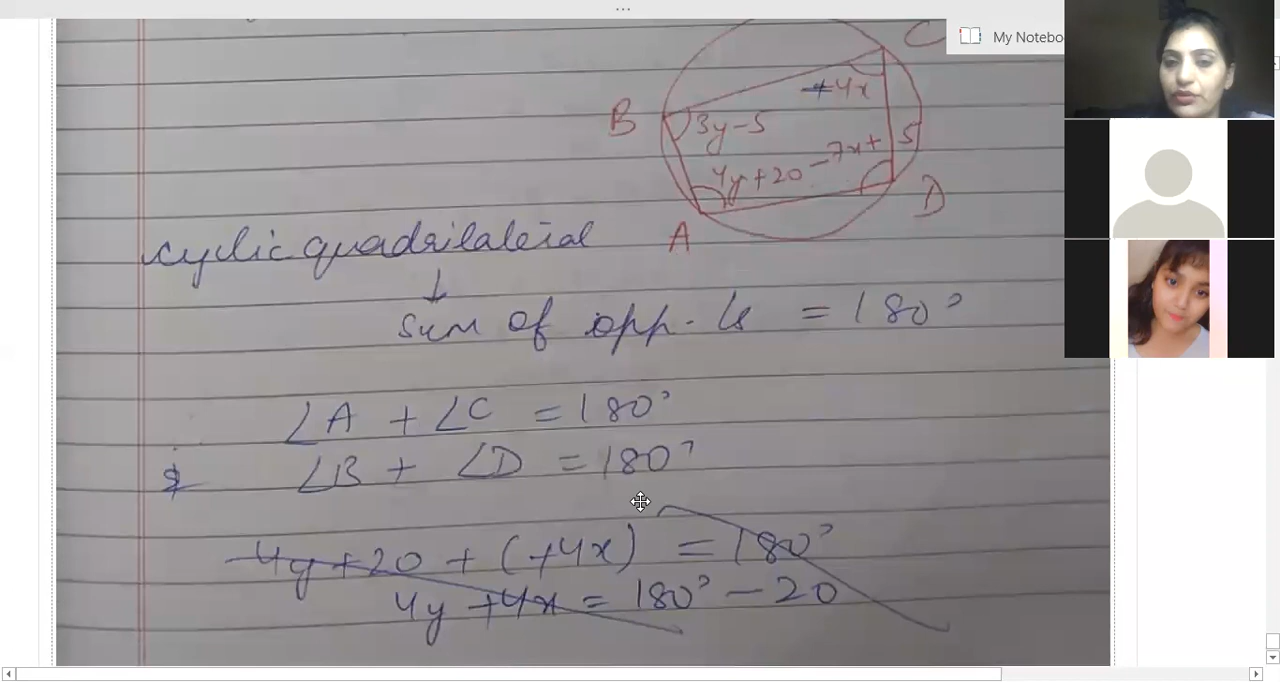 ...
My Notebo
C
+4x
B
3y-5
-7x+5
4y+20
D
A
cyclic quadrilateral
↓
sum of opp. ∠s = 180°
∠A + ∠C = 180°
& ∠B + ∠D = 180°
4y+20 + (+4x) = 180°
4y +4x = 180° - 20